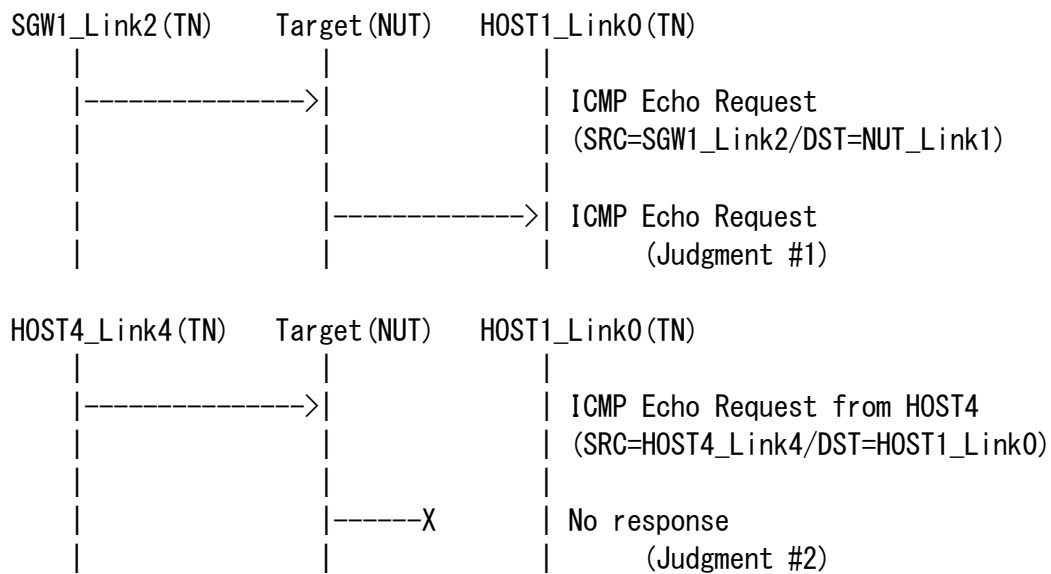 SGW1_Link2(TN) Target(NUT) HOST1_Link0(TN)
| | |
|--------------->| | ICMP Echo Request
| | | (SRC=SGW1_Link2/DST=NUT_Link1)
| | |
| |------------->| ICMP Echo Request
| | | (Judgment #1)
HOST4_Link4(TN) Target(NUT) HOST1_Link0(TN)
| | |
|--------------->| | ICMP Echo Request from HOST4
| | | (SRC=HOST4_Link4/DST=HOST1_Link0)
| | |
| |------X | No response
| | | (Judgment #2)